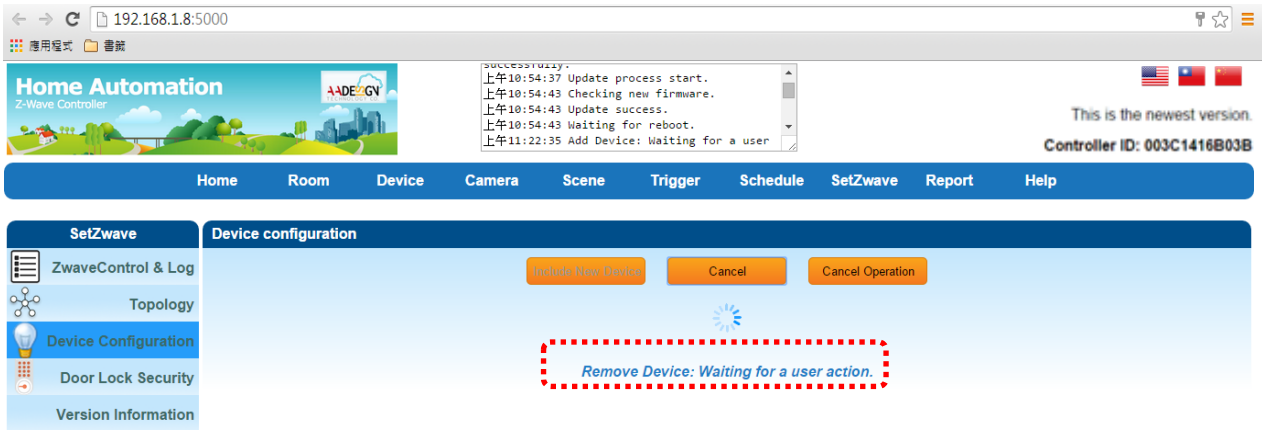 192.168.1.8:5000
應用程式 書籤
Home Automation
Z-Wave Controller
AADESIGN
TECHNOLOGY CO.
successfully.
上午10:54:37 Update process start.
上午10:54:43 Checking new firmware.
上午10:54:43 Update success.
上午10:54:43 Waiting for reboot.
上午11:22:35 Add Device: Waiting for a user
This is the newest version.
Controller ID: 003C1416B03B
Home Room Device Camera Scene Trigger Schedule SetZwave Report Help
SetZwave
Device configuration
ZwaveControl & Log
Topology
Device Configuration
Door Lock Security
Version Information
Include New Device Cancel Cancel Operation
Remove Device: Waiting for a user action.